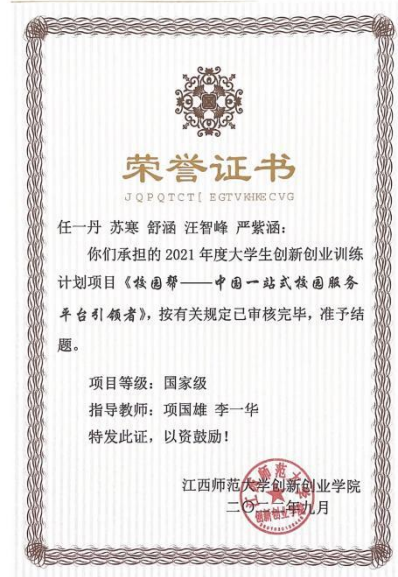 荣誉证书
JQPQTCT[ EGTVKHKECVG
任一丹 苏寒 舒涵 汪智峰 严紫涵：
你们承担的 2021 年度大学生创新创业训练
计划项目《校园帮——中国一站式校园服务
平台引领者》，按有关规定已审核完毕，准予结
题。
项目等级：国家级
指导教师：项国雄 李一华
特发此证，以资鼓励！
江西师范大学创新创业学院
二〇二二年九月